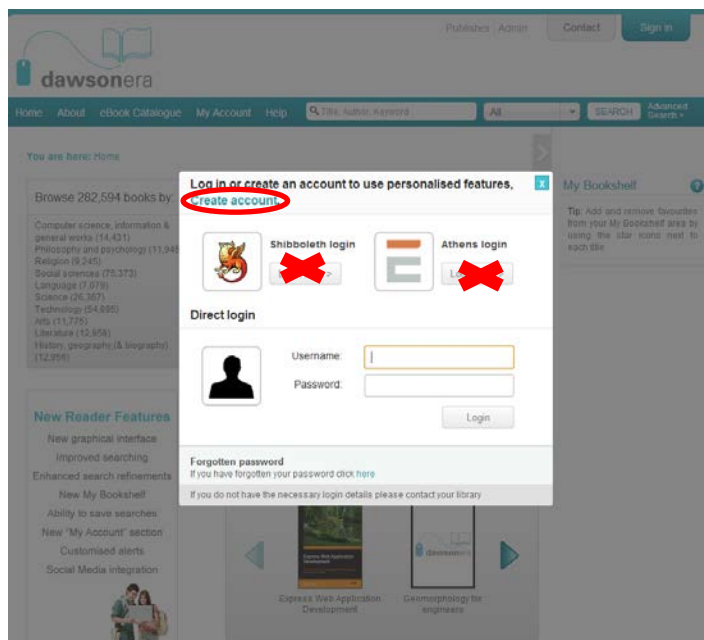 Publisher Admin
Contact
Sign in
dawsonera
Home About eBook Catalogue My Account Help
Title, Author, Keyword
All
SEARCH
Advanced
Search >
You are here: Home
Browse 282,594 books by:
Computer science, information &
general works (14,431)
Philosophy and psychology (11,945
Religion (9,245)
Social sciences (75,373)
Language (7,079)
Science (26,367)
Technology (54,695)
Arts (11,775)
Literature (12,958)
History, geography (& biography)
(12,956)
New Reader Features
New graphical interface
Improved searching
Enhanced search refinements
New My Bookshelf
Ability to save searches
New "My Account" section
Customised alerts
Social Media integration
Log in or create an account to use personalised features,
Create account.
x
Shibboleth login
Athens login
Direct login
Username:
Password:
Login
Forgotten password
If you have forgotten your password click here
If you do not have the necessary login details please contact your library
My Bookshelf
?
Tip: Add and remove favourites
from your My Bookshelf area by
using the star icons next to
each title.
Express Web Application
Development
dawsonera
Express Web Application
Development
Geomorphology for
engineers